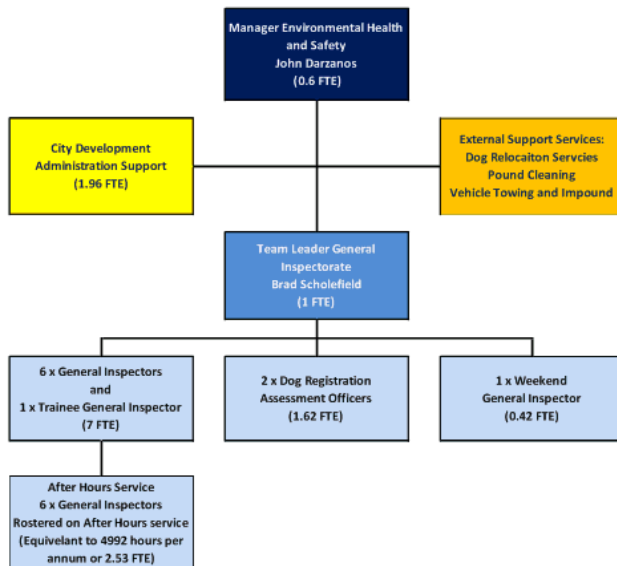 Manager Environmental Health
and Safety
John Darzanos
(0.6 FTE)
City Development
Administration Support
(1.96 FTE)
External Support Services:
Dog Relocaiton Servcies
Pound Cleaning
Vehicle Towing and Impound
Team Leader General
Inspectorate
Brad Scholefield
(1 FTE)
6 x General Inspectors
and
1 x Trainee General Inspector
(7 FTE)
2 x Dog Registration
Assessment Officers
(1.62 FTE)
1 x Weekend
General Inspector
(0.42 FTE)
After Hours Service
6 x General Inspectors
Rostered on After Hours service
(Equivelant to 4992 hours per
annum or 2.53 FTE)